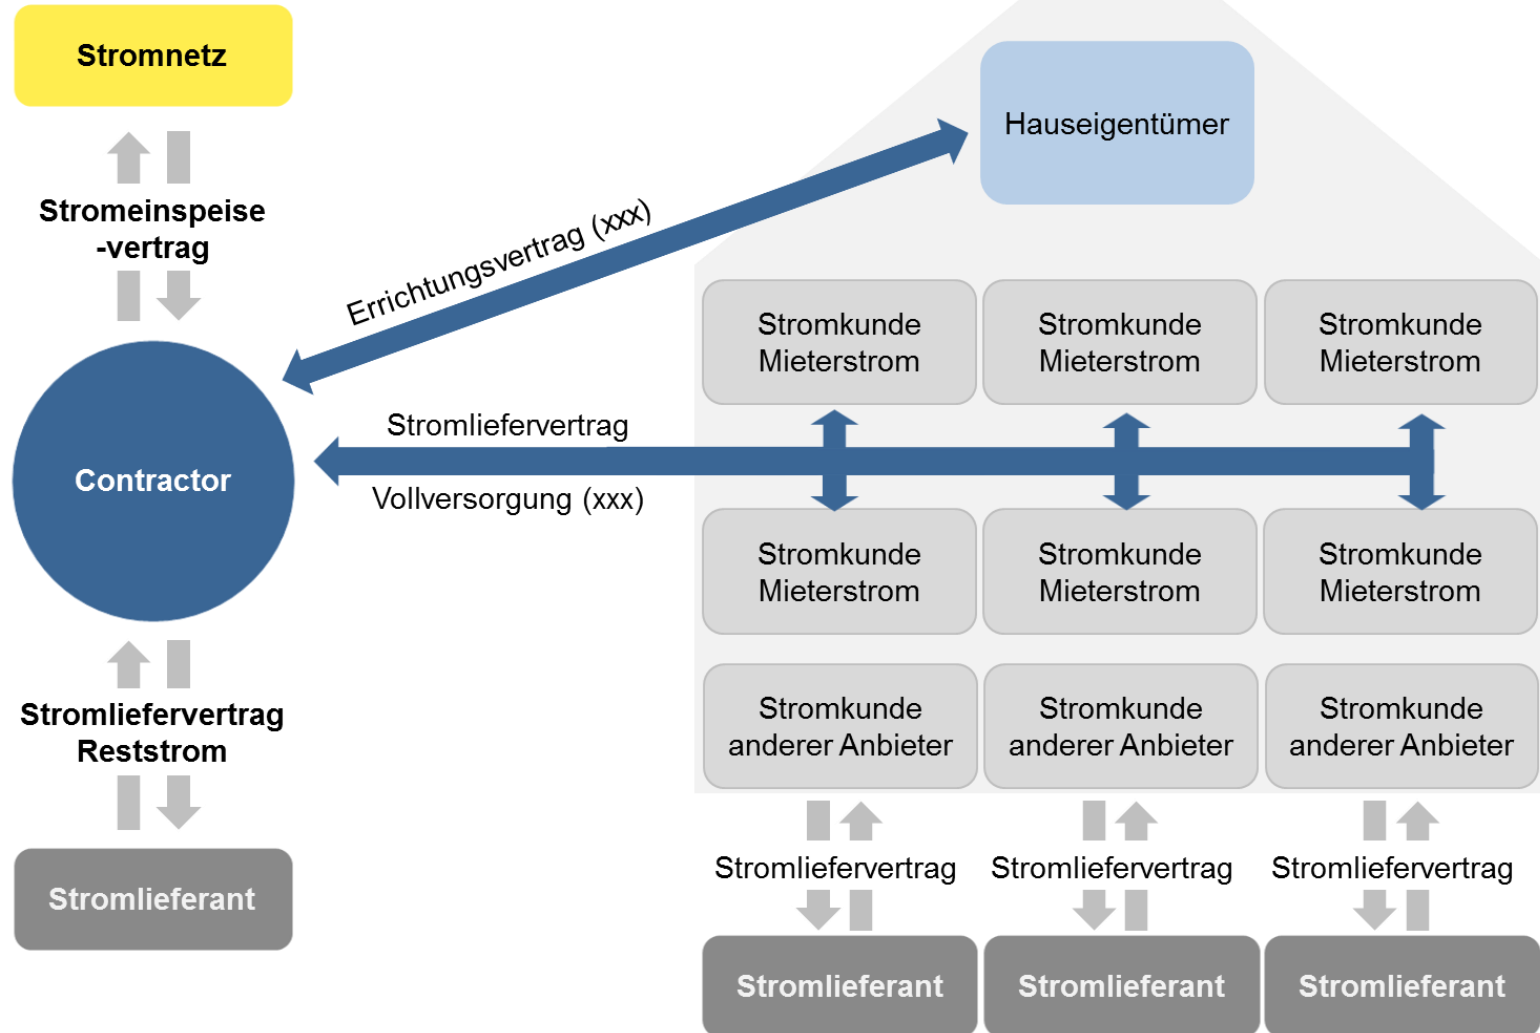 Stromnetz
Hauseigentümer
Stromeinspeise
-vertrag
Errichtungsvertrag (xxx)
Stromkunde
Mieterstrom
Stromkunde
Mieterstrom
Stromkunde
Mieterstrom
Stromliefervertrag
Contractor
Vollversorgung (xxx)
Stromkunde
Mieterstrom
Stromkunde
Mieterstrom
Stromkunde
Mieterstrom
Stromliefervertrag
Reststrom
Stromkunde
anderer Anbieter
Stromkunde
anderer Anbieter
Stromkunde
anderer Anbieter
Stromlieferant
Stromliefervertrag
Stromliefervertrag
Stromliefervertrag
Stromlieferant
Stromlieferant
Stromlieferant